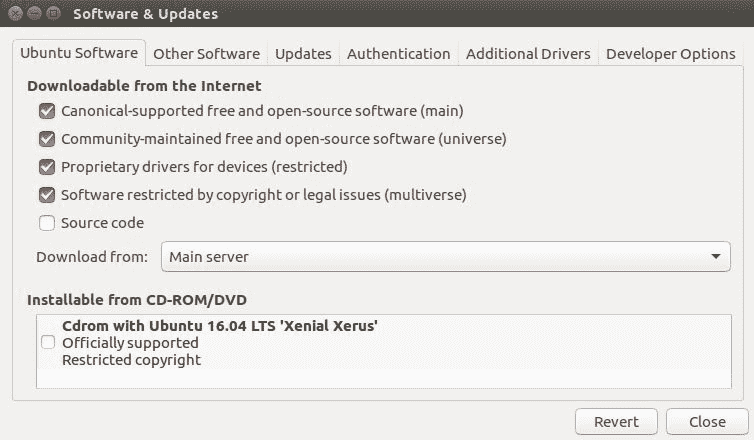 Software & Updates
Ubuntu Software Other Software Updates Authentication Additional Drivers Developer Options
Downloadable from the Internet
Canonical-supported free and open-source software (main)
Community-maintained free and open-source software (universe)
Proprietary drivers for devices (restricted)
Software restricted by copyright or legal issues (multiverse)
Source code
Download from: Main server
Installable from CD-ROM/DVD
Cdrom with Ubuntu 16.04 LTS 'Xenial Xerus'
Officially supported
Restricted copyright
Revert Close